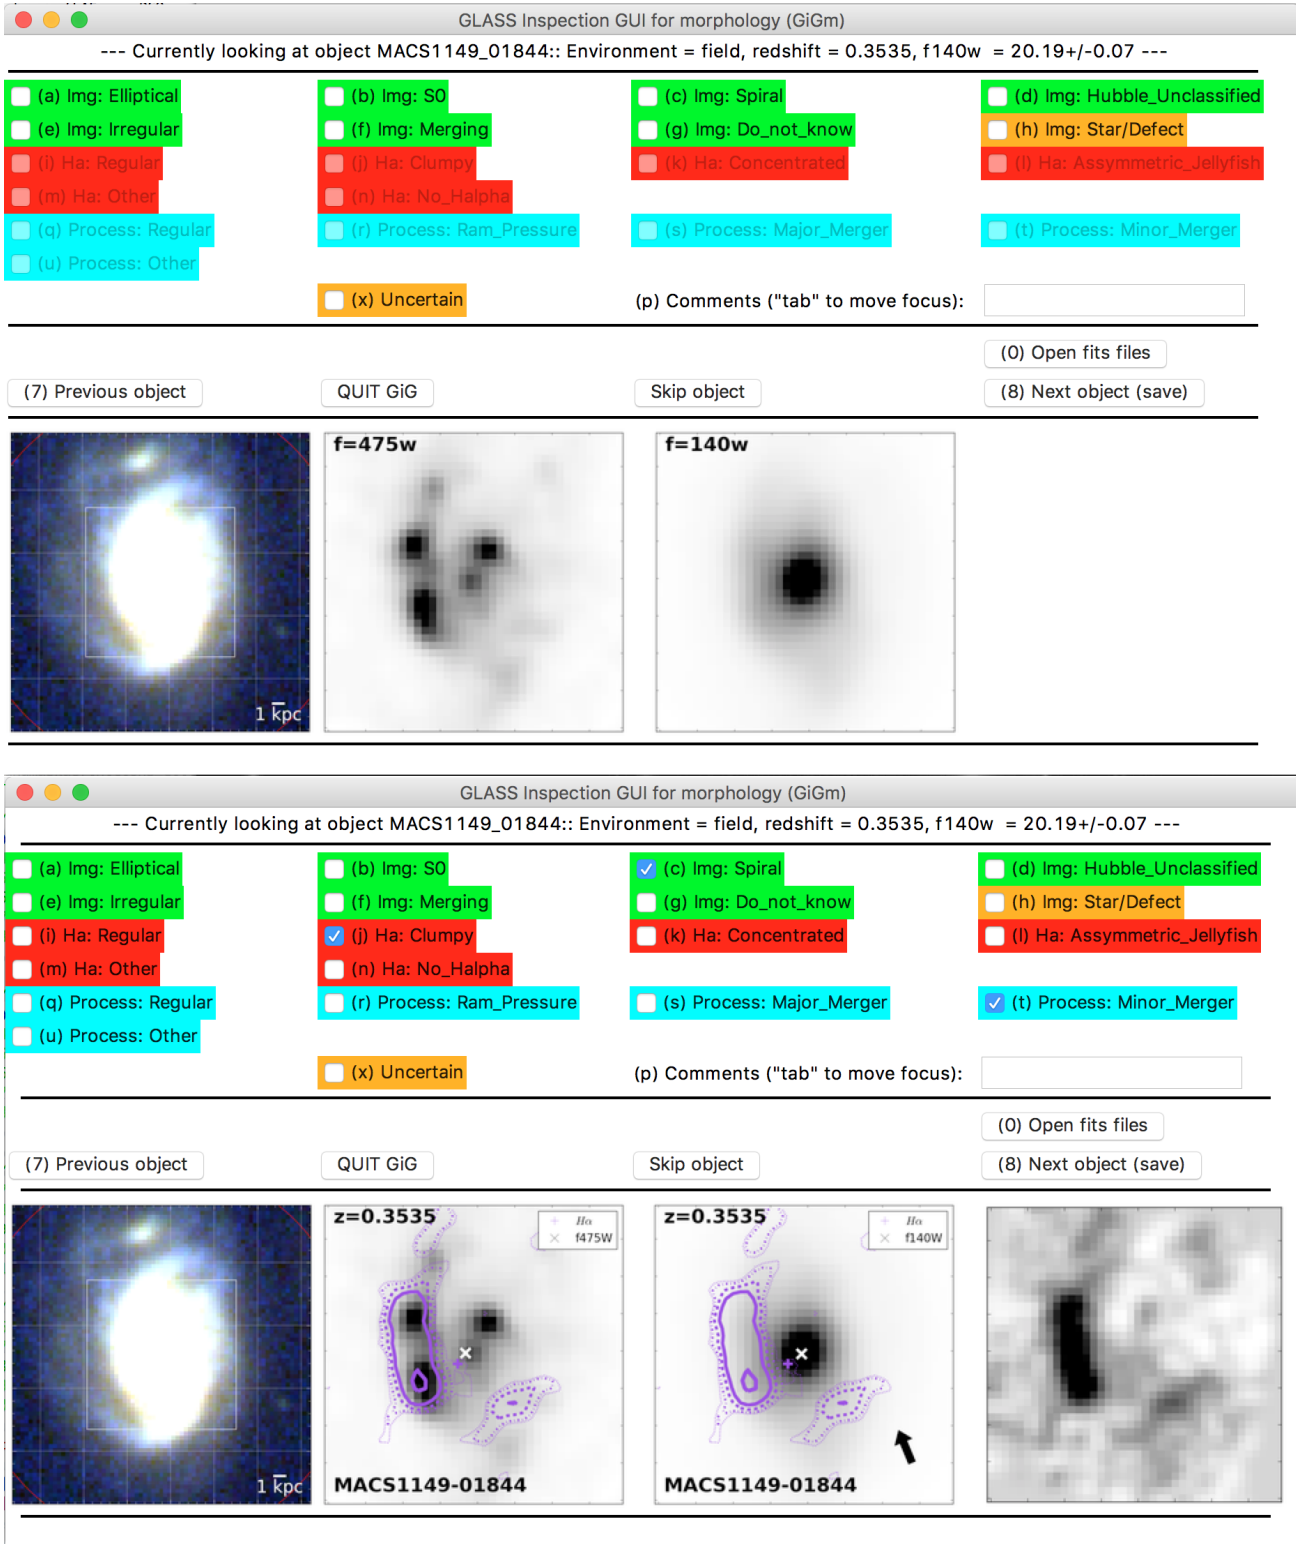 GLASS Inspection GUI for morphology (GiGm)
--- Currently looking at object MACS1149_01844:: Environment = field, redshift = 0.3535, f140w = 20.19+/-0.07 ---
(a) Img: Elliptical (b) Img: S0 (c) Img: Spiral (d) Img: Hubble_Unclassified
(e) Img: Irregular (f) Img: Merging (g) Img: Do_not_know (h) Img: Star/Defect
(i) Ha: Regular (j) Ha: Clumpy (k) Ha: Concentrated (l) Ha: Assymmetric_Jellyfish
(m) Ha: Other (n) Ha: No_Halpha
(q) Process: Regular (r) Process: Ram_Pressure (s) Process: Major_Merger (t) Process: Minor_Merger
(u) Process: Other
(x) Uncertain (p) Comments ("tab" to move focus):
(0) Open fits files
(7) Previous object QUIT GiG Skip object (8) Next object (save)
f=475w f=140w
1 kpc
GLASS Inspection GUI for morphology (GiGm)
--- Currently looking at object MACS1149_01844:: Environment = field, redshift = 0.3535, f140w = 20.19+/-0.07 ---
(a) Img: Elliptical (b) Img: S0 (c) Img: Spiral (d) Img: Hubble_Unclassified
(e) Img: Irregular (f) Img: Merging (g) Img: Do_not_know (h) Img: Star/Defect
(i) Ha: Regular (j) Ha: Clumpy (k) Ha: Concentrated (l) Ha: Assymmetric_Jellyfish
(m) Ha: Other (n) Ha: No_Halpha
(q) Process: Regular (r) Process: Ram_Pressure (s) Process: Major_Merger (t) Process: Minor_Merger
(u) Process: Other
(x) Uncertain (p) Comments ("tab" to move focus):
(0) Open fits files
(7) Previous object QUIT GiG Skip object (8) Next object (save)
z=0.3535 Hα z=0.3535 Hα
f475W f140W
1 kpc MACS1149-01844 MACS1149-01844